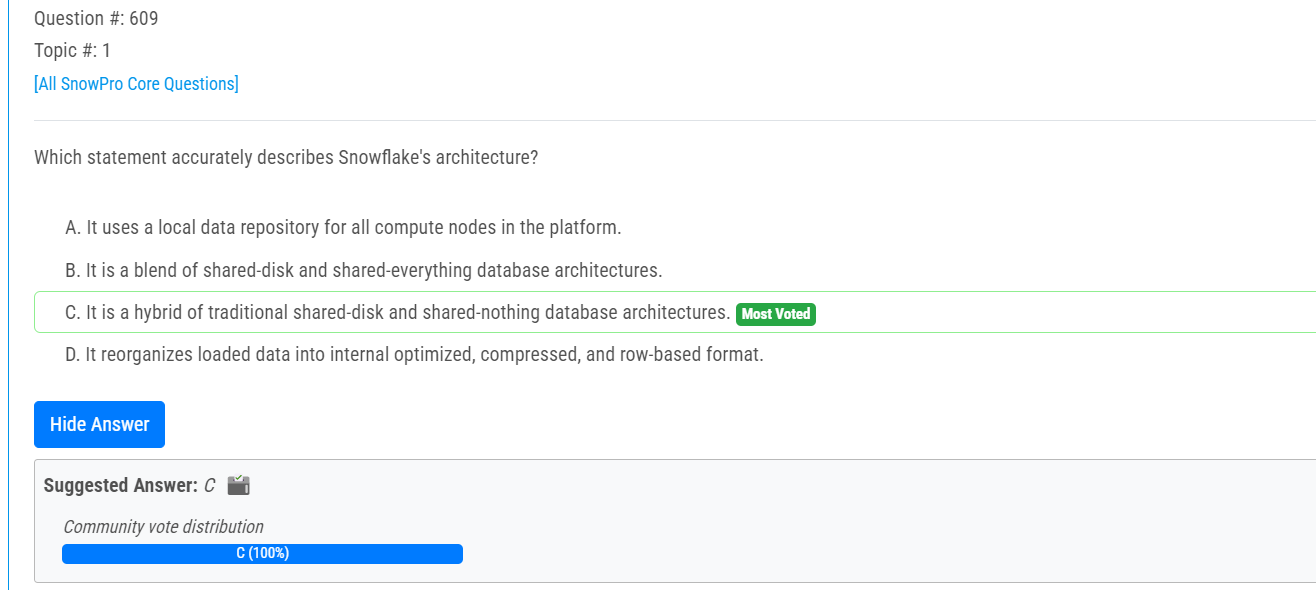 Question #: 609
Topic #: 1
[All SnowPro Core Questions]
Which statement accurately describes Snowflake's architecture?
A. It uses a local data repository for all compute nodes in the platform.
B. It is a blend of shared-disk and shared-everything database architectures.
C. It is a hybrid of traditional shared-disk and shared-nothing database architectures. Most Voted
D. It reorganizes loaded data into internal optimized, compressed, and row-based format.
Hide Answer
Suggested Answer: C
Community vote distribution
C (100%)